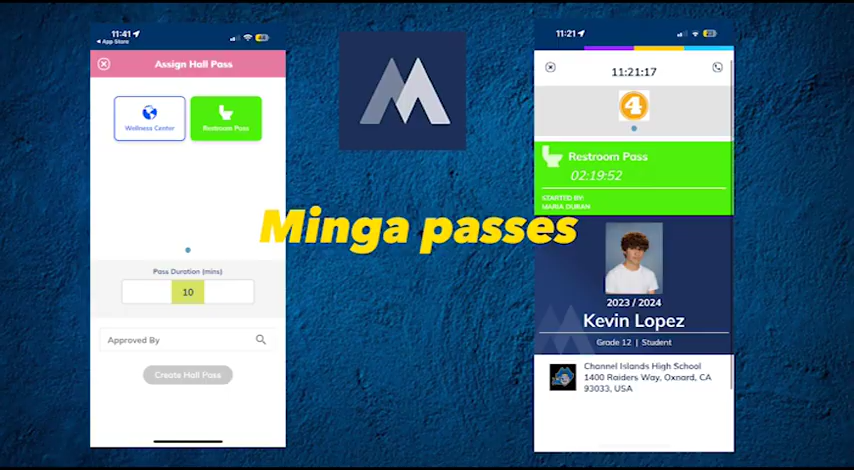 11:41
App Store
48
Assign Hall Pass
Wellness Center
Restroom Pass
Pass Duration (mins)
10
Approved By
Create Hall Pass
Minga passes
11:21
11:21:17
4
Restroom Pass
02:19:52
STARTED BY:
MARIA DURAN
2023 / 2024
Kevin Lopez
Grade 12 | Student
Channel Islands High School
1400 Raiders Way, Oxnard, CA
93033, USA